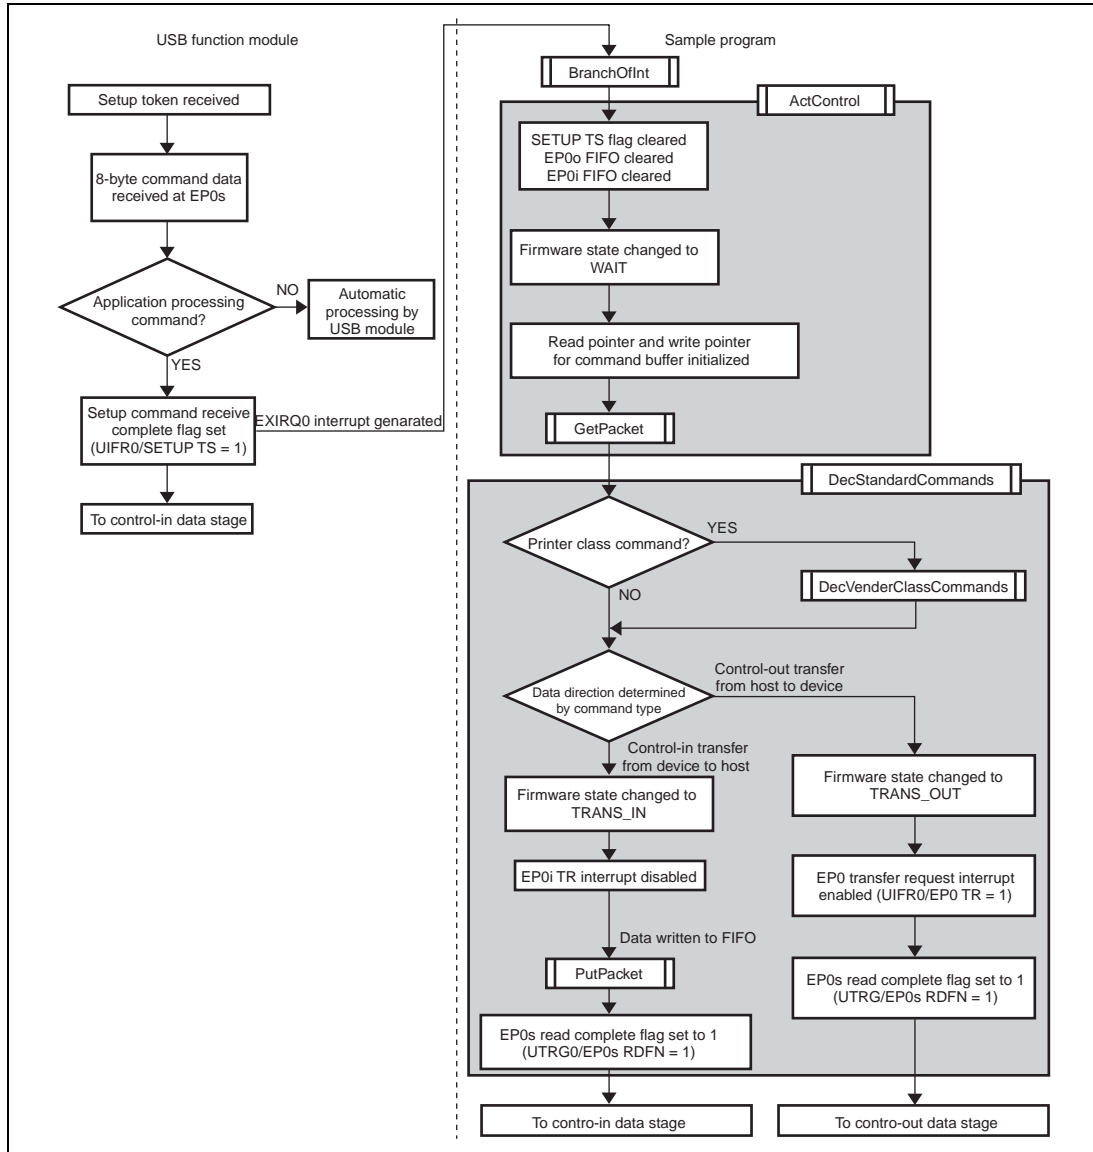 USB function module
Setup token received
8-byte command data
received at EP0s
Application processing
command?
NO
Automatic
processing by
USB module
YES
Setup command receive
complete flag set
(UIFR0/SETUP TS = 1)
EXIRQ0 interrupt genarated
To control-in data stage
Sample program
BranchOfInt
ActControl
SETUP TS flag cleared
EP0o FIFO cleared
EP0i FIFO cleared
Firmware state changed to
WAIT
Read pointer and write pointer
for command buffer initialized
GetPacket
DecStandardCommands
Printer class command?
YES
DecVenderClassCommands
NO
Data direction determined
by command type
Control-out transfer
from host to device
Control-in transfer
from device to host
Firmware state changed to
TRANS_IN
EP0i TR interrupt disabled
Data written to FIFO
PutPacket
EP0s read complete flag set to 1
(UTRG0/EP0s RDFN = 1)
To contro-in data stage
Firmware state changed to
TRANS_OUT
EP0 transfer request interrupt
enabled (UIFR0/EP0 TR = 1)
EP0s read complete flag set to 1
(UTRG/EP0s RDFN = 1)
To contro-out data stage